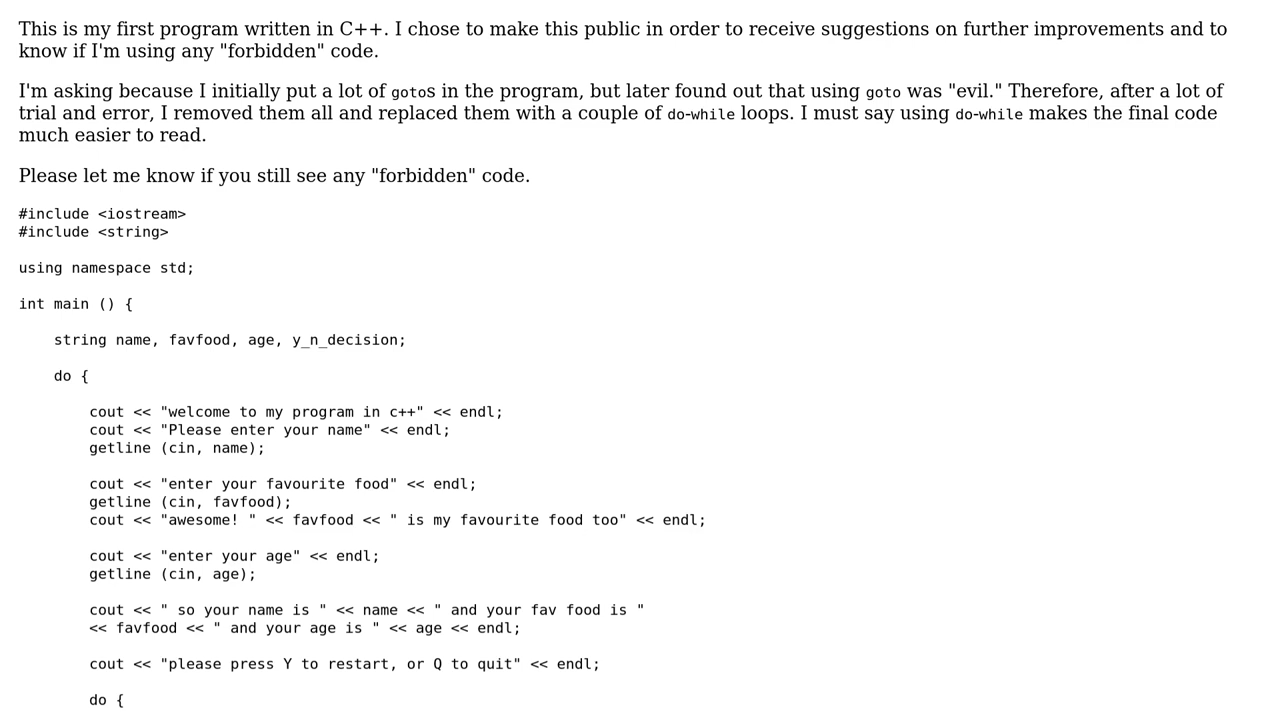 This is my first program written in C++. I chose to make this public in order to receive suggestions on further improvements and to
know if I'm using any "forbidden" code.
I'm asking because I initially put a lot of gotos in the program, but later found out that using goto was "evil." Therefore, after a lot of
trial and error, I removed them all and replaced them with a couple of do-while loops. I must say using do-while makes the final code
much easier to read.
Please let me know if you still see any "forbidden" code.
#include <iostream>
#include <string>
using namespace std;
int main () {
    string name, favfood, age, y_n_decision;
    do {
        cout << "welcome to my program in c++" << endl;
        cout << "Please enter your name" << endl;
        getline (cin, name);
        cout << "enter your favourite food" << endl;
        getline (cin, favfood);
        cout << "awesome! " << favfood << " is my favourite food too" << endl;
        cout << "enter your age" << endl;
        getline (cin, age);
        cout << " so your name is " << name << " and your fav food is "
        << favfood << " and your age is " << age << endl;
        cout << "please press Y to restart, or Q to quit" << endl;
        do {